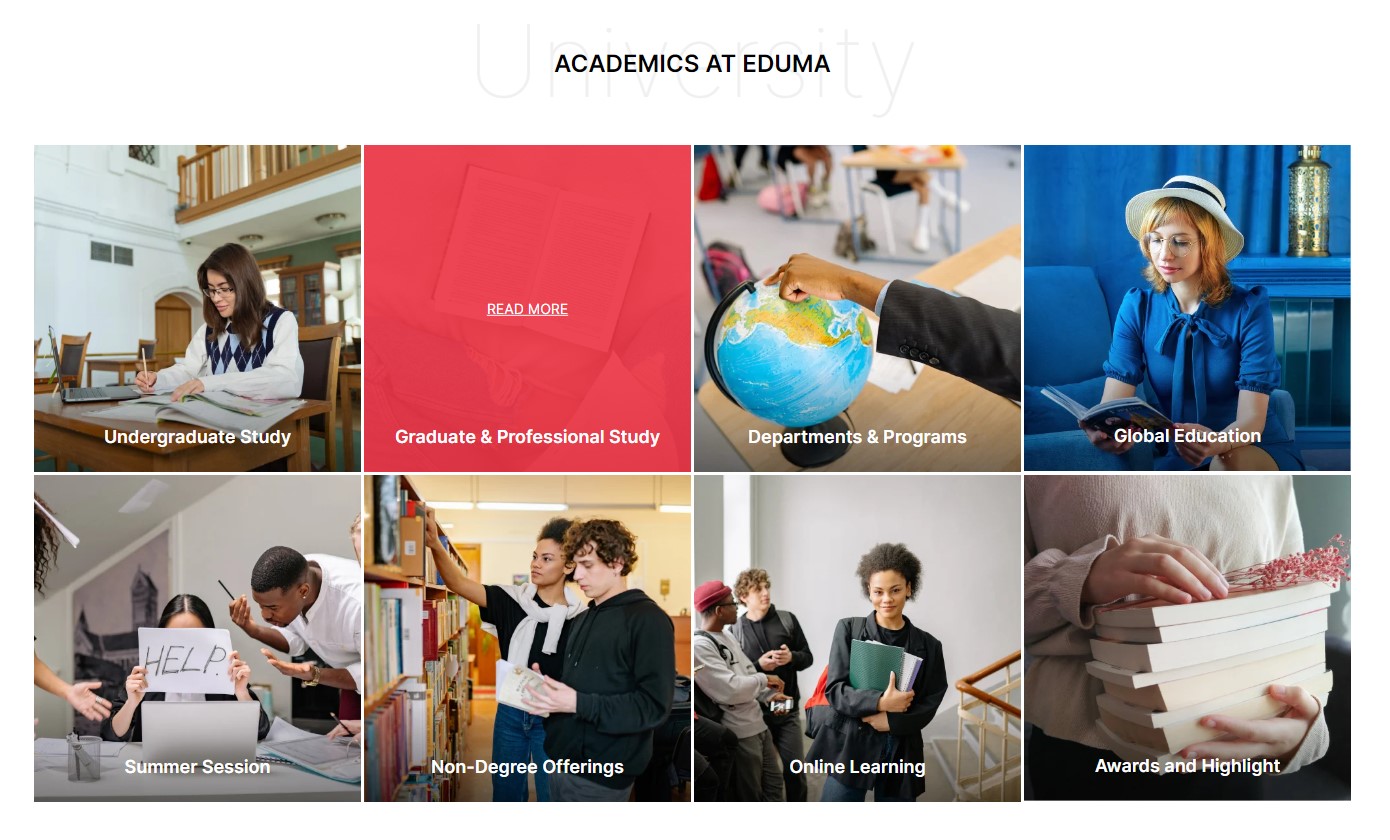 University
ACADEMICS AT EDUMA
READ MORE
Undergraduate Study
Graduate & Professional Study
Departments & Programs
Global Education
HELP.
Summer Session
Non-Degree Offerings
Online Learning
Awards and Highlight